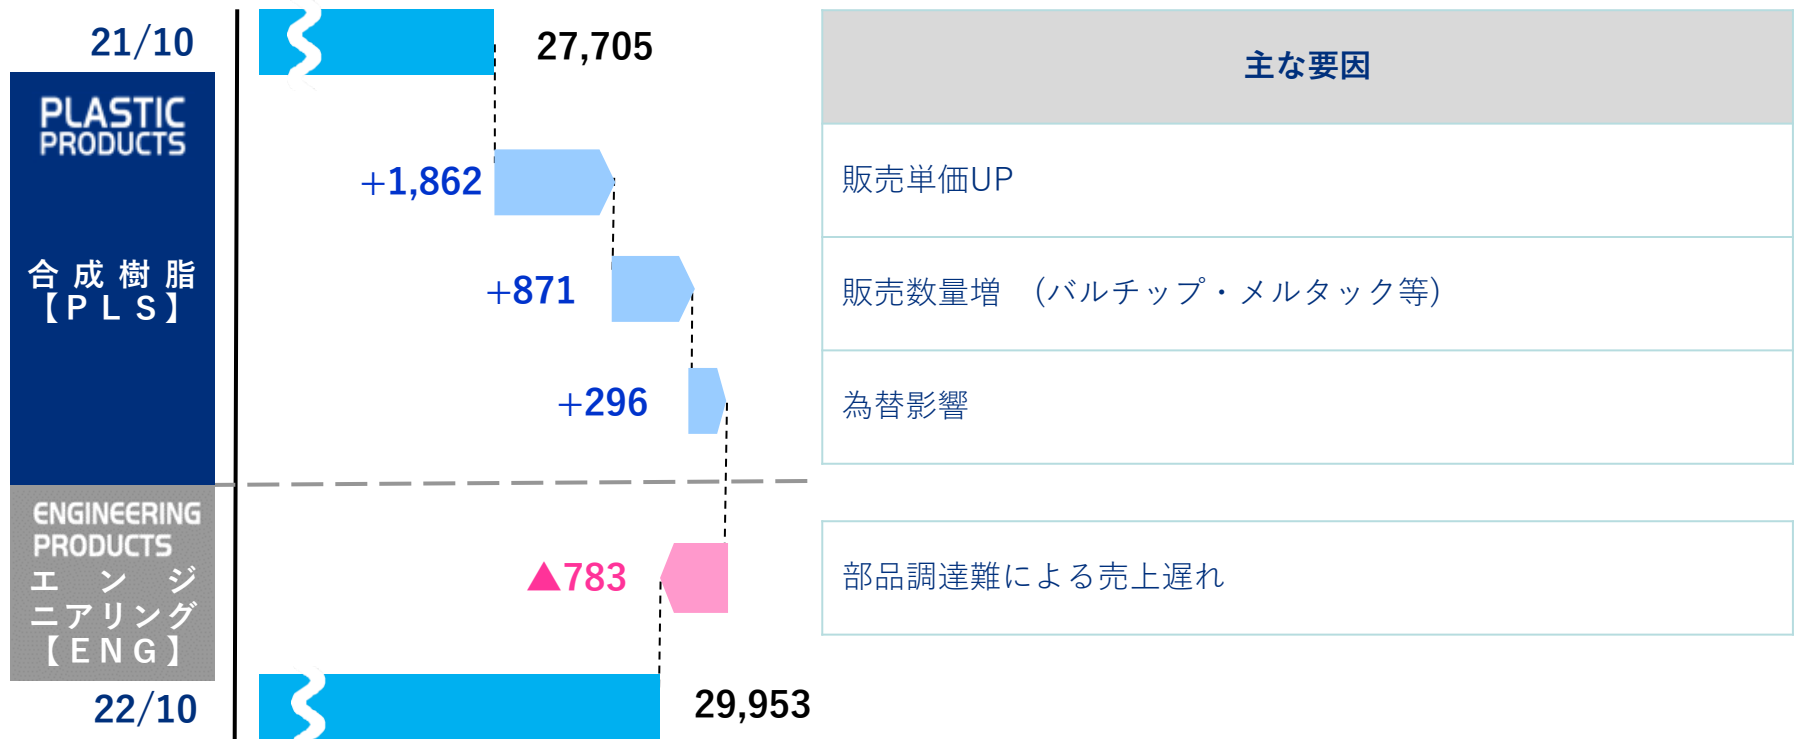 21/10
27,705
主な要因
PLASTIC
PRODUCTS
+1,862
販売単価UP
合成樹脂
【PLS】
+871
販売数量増　(バルチップ・メルタック等)
+296
為替影響
ENGINEERING
PRODUCTS
エンジ
ニアリング
【ENG】
▲783
部品調達難による売上遅れ
22/10
29,953